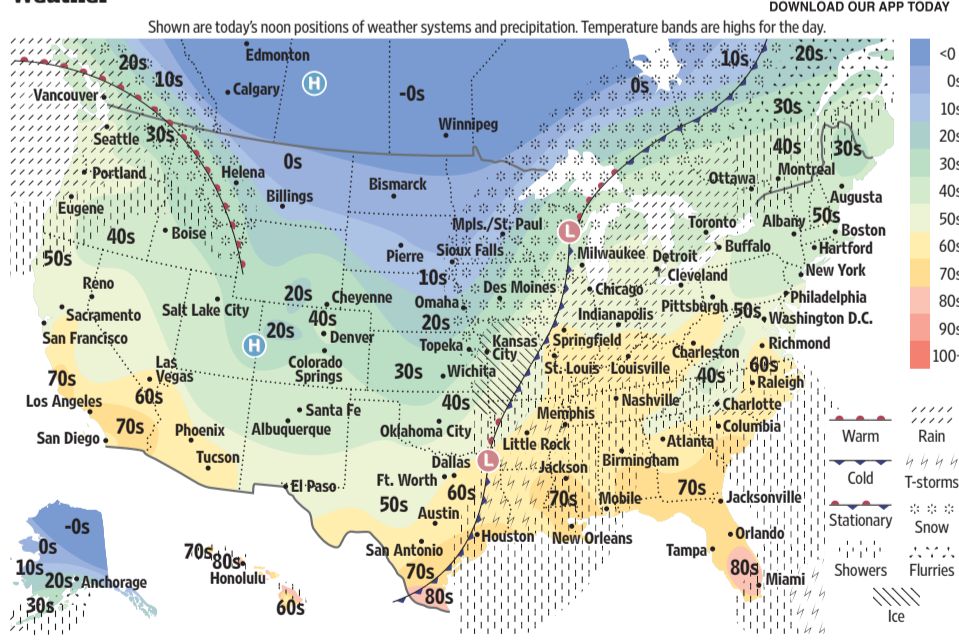 DOWNLOAD OUR APP TODAY
Shown are today's noon positions of weather systems and precipitation. Temperature bands are highs for the day.
Edmonton
Calgary
H
-0s
0s
10s
20s
20s
10s
Vancouver
Seattle
30s
Winnipeg
30s
40s
30s
Portland
Helena
0s
Bismarck
Ottawa
Montreal
Augusta
Eugene
Billings
40s
Boise
50s
Mpls./St. Paul
Pierre
Sioux Falls
L
Milwaukee
Detroit
Toronto
Buffalo
Albany
50s
Boston
Hartford
Reno
Sacramento
San Francisco
Salt Lake City
20s
Cheyenne
40s
20s
Denver
H
Colorado
Springs
10s
Omaha
20s
Des Moines
Chicago
Cleveland
New York
Pittsburgh
50s
Philadelphia
Washington D.C.
Indianapolis
Topeka
Kansas
City
Springfield
St. Louis
Louisville
Charleston
40s
Richmond
60s
Raleigh
70s
Los Angeles
Las
Vegas
60s
30s
Wichita
40s
Nashville
Charlotte
San Diego
70s
Phoenix
Tucson
Santa Fe
Albuquerque
Oklahoma City
Memphis
Little Rock
Columbia
Atlanta
Birmingham
El Paso
Dallas
L
Ft. Worth
60s
50s
Austin
Jackson
70s
Mobile
70s
Jacksonville
San Antonio
70s
80s
Houston
New Orleans
Orlando
Tampa
80s
Miami
-0s
0s
10s
20s
Anchorage
30s
70s
80s
Honolulu
60s
<0
0s
10s
20s
30s
40s
50s
60s
70s
80s
90s
100+
Warm
Rain
Cold
T-storms
Stationary
Snow
Showers
Flurries
Ice